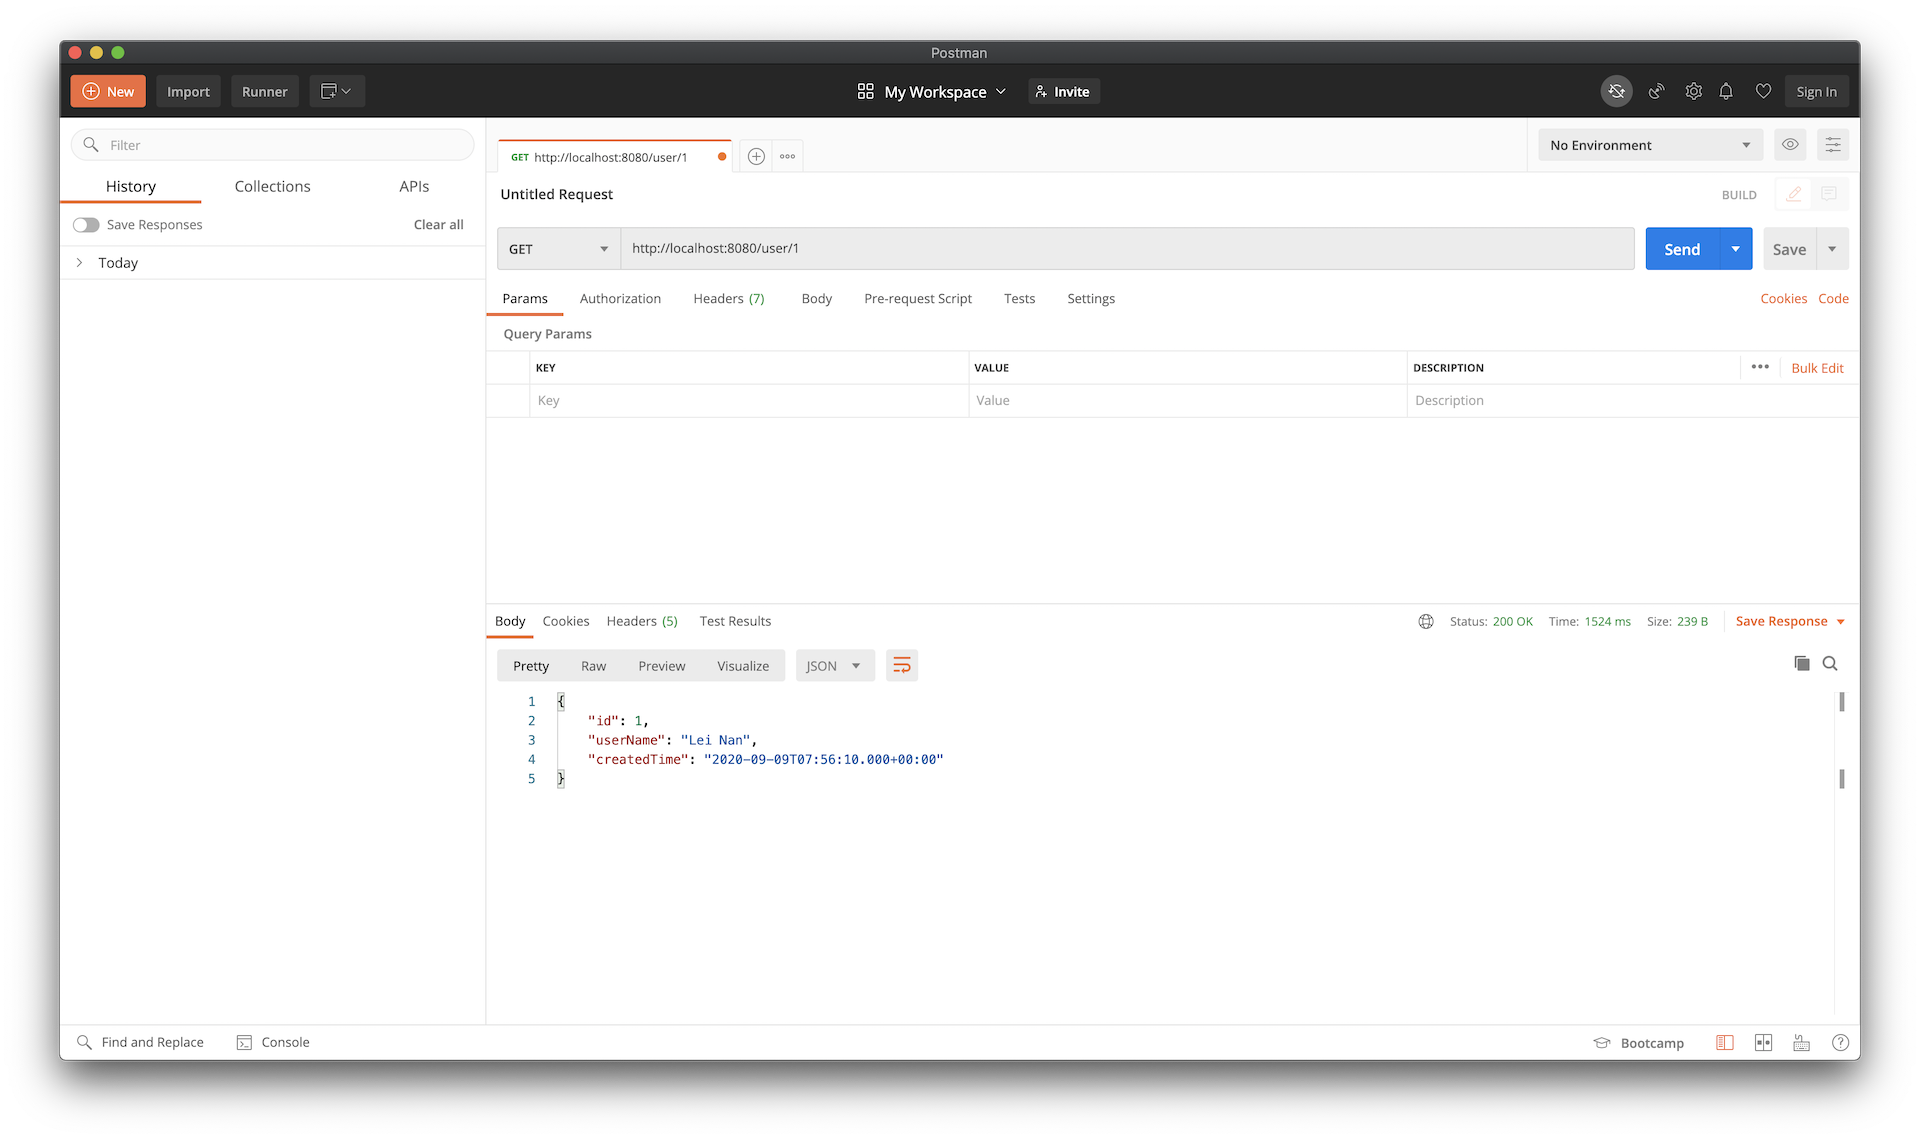 Postman
New Import Runner My Workspace Invite Sign In
Filter
History Collections APIs
Save Responses Clear all
Today
GET http://localhost:8080/user/1
No Environment
Untitled Request BUILD
GET http://localhost:8080/user/1 Send Save
Params Authorization Headers (7) Body Pre-request Script Tests Settings Cookies Code
Query Params
KEY VALUE DESCRIPTION Bulk Edit
Key Value Description
Body Cookies Headers (5) Test Results Status: 200 OK Time: 1524 ms Size: 239 B Save Response
Pretty Raw Preview Visualize JSON
1 {
2 "id": 1,
3 "userName": "Lei Nan",
4 "createdTime": "2020-09-09T07:56:10.000+00:00"
5 }
Find and Replace Console Bootcamp